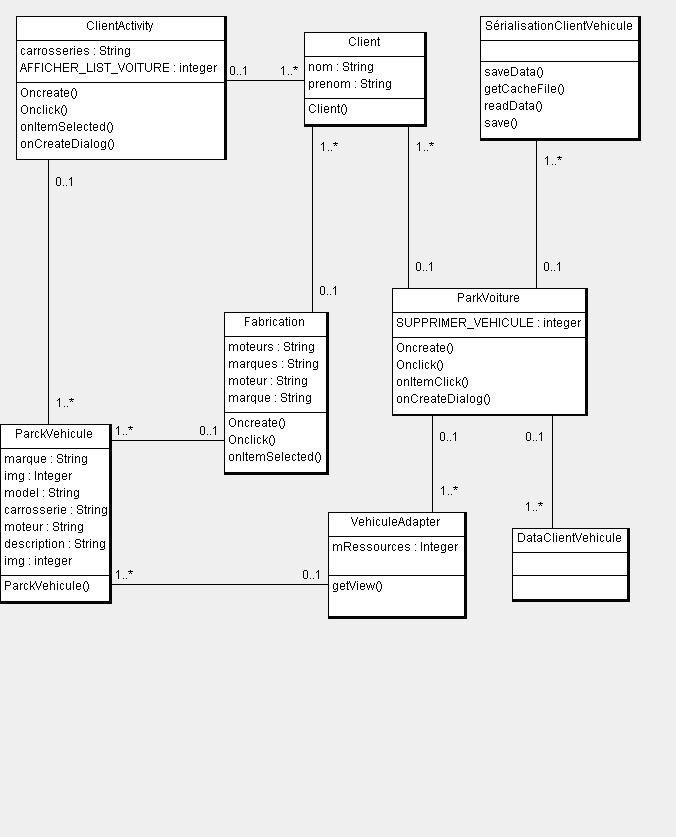 ClientActivity
carrosseries : String
AFFICHER_LIST_VOITURE : integer
Oncreate()
Onclick()
onItemSelected()
onCreateDialog()
0..1
1..*
Client
nom : String
prenom : String
Client()
SérialisationClientVehicule
saveData()
getCacheFile()
readData()
save()
0..1
1..*
1..*
1..*
0..1
0..1
0..1
Fabrication
moteurs : String
marques : String
moteur : String
marque : String
Oncreate()
Onclick()
onItemSelected()
ParkVoiture
SUPPRIMER_VEHICULE : integer
Oncreate()
Onclick()
onItemClick()
onCreateDialog()
1..*
ParckVehicule
marque : String
img : Integer
model : String
carrosserie : String
moteur : String
description : String
img : integer
ParckVehicule()
1..*
0..1
0..1
0..1
1..*
1..*
VehiculeAdapter
mRessources : Integer
getView()
DataClientVehicule
1..*
0..1